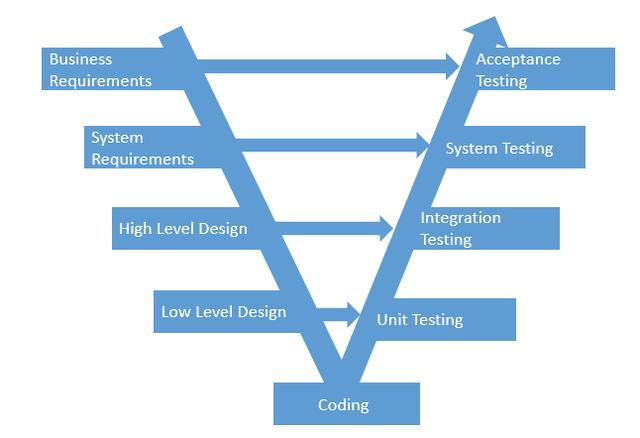 Business
Requirements
Acceptance
Testing
System
Requirements
System Testing
High Level Design
Integration
Testing
Low Level Design
Unit Testing
Coding